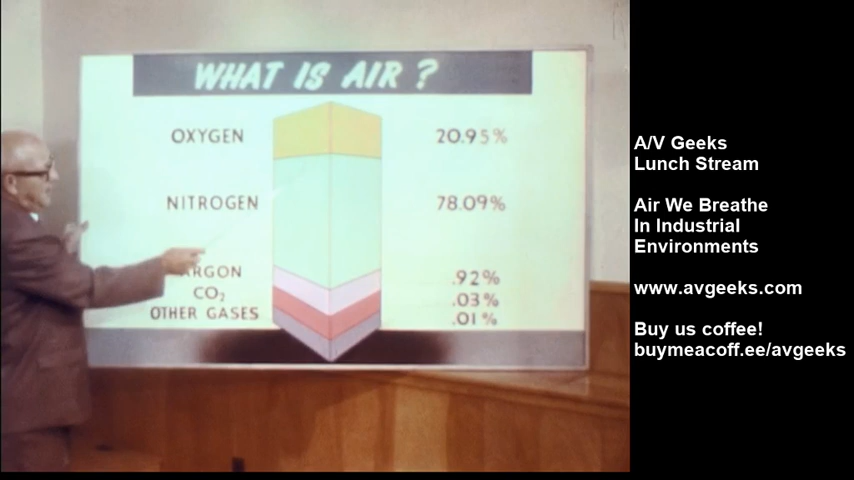 WHAT IS AIR?
OXYGEN 20.95%
NITROGEN 78.09%
ARGON .92%
CO₂ .03%
OTHER GASES .01%
A/V Geeks
Lunch Stream
Air We Breathe
In Industrial
Environments
www.avgeeks.com
Buy us coffee!
buymeacoff.ee/avgeeks